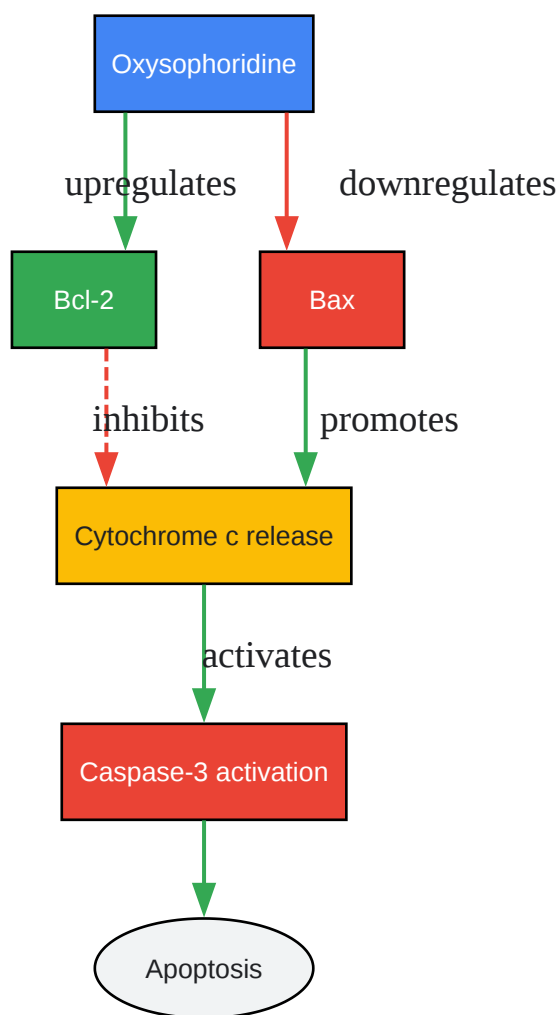 Oxysophoridine
upregulates
downregulates
Bcl-2
Bax
inhibits
promotes
Cytochrome c release
activates
Caspase-3 activation
Apoptosis